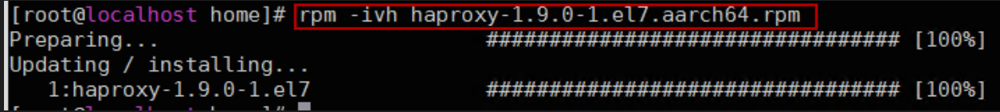 [root@localhost home]# rpm -ivh haproxy-1.9.0-1.el7.aarch64.rpm
Preparing... ################################# [100%]
Updating / installing...
1:haproxy-1.9.0-1.el7 ################################# [100%]